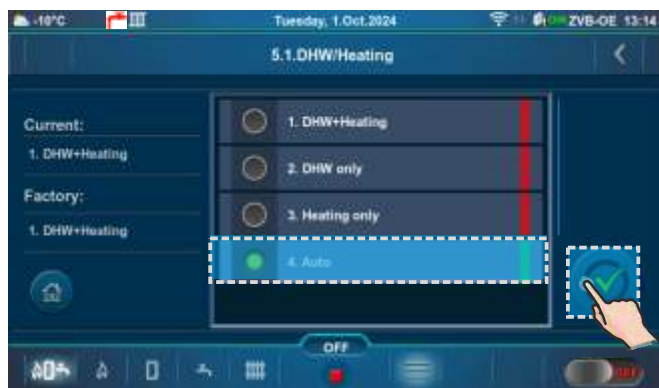 -10°C Tuesday, 1.Oct.2024 ZVB-OE 13:14
5.1.DHW/Heating
Current:
1. DHW+Heating
Factory:
1. DHW+Heating
1. DHW+Heating
2. DHW only
3. Heating only
4. Auto
OFF
OFF